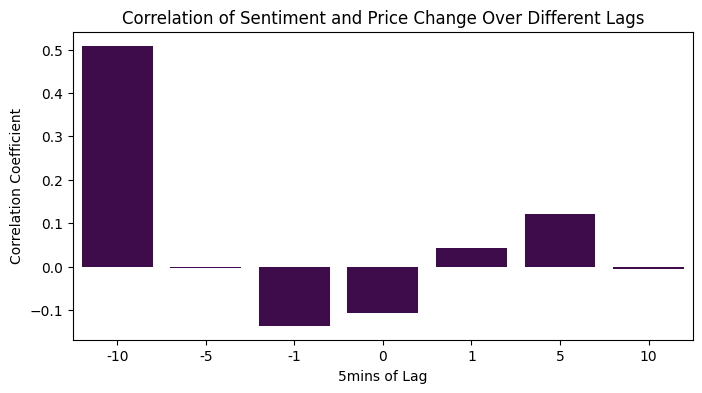 Correlation of Sentiment and Price Change Over Different Lags
Correlation Coefficient
0.5
0.4
0.3
0.2
0.1
0.0
−0.1
-10 -5 -1 0 1 5 10
5mins of Lag